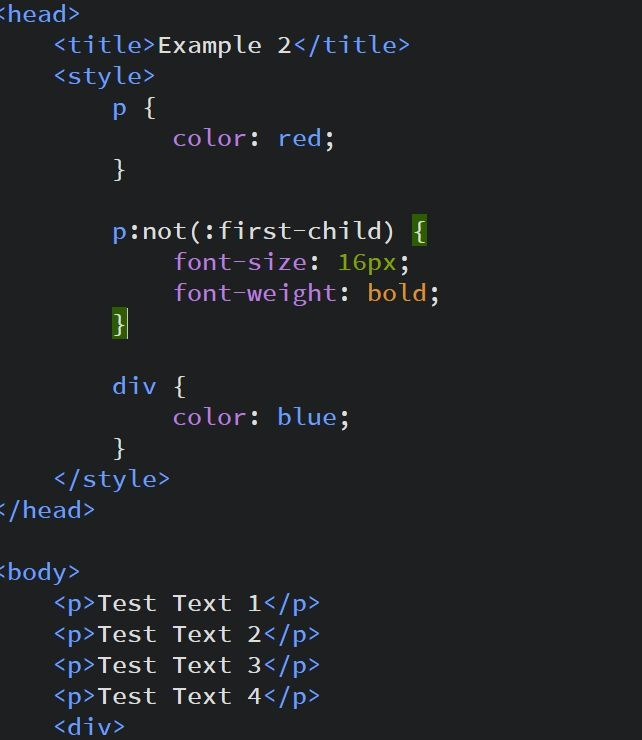 <head>
<title>Example 2</title>
<style>
p {
color: red;
}
p:not(:first-child) {
font-size: 16px;
font-weight: bold;
}
div {
color: blue;
}
</style>
</head>
<body>
<p>Test Text 1</p>
<p>Test Text 2</p>
<p>Test Text 3</p>
<p>Test Text 4</p>
<div>